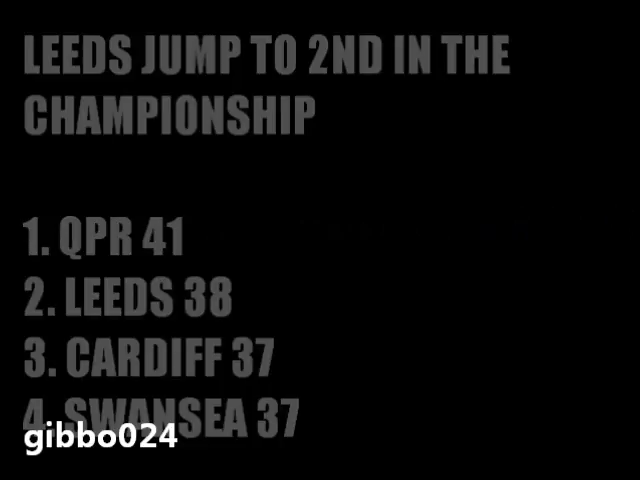 LEEDS JUMP TO 2ND IN THE
CHAMPIONSHIP
1. QPR 41
2. LEEDS 38
3. CARDIFF 37
4. SWANSEA 37
gibbo024